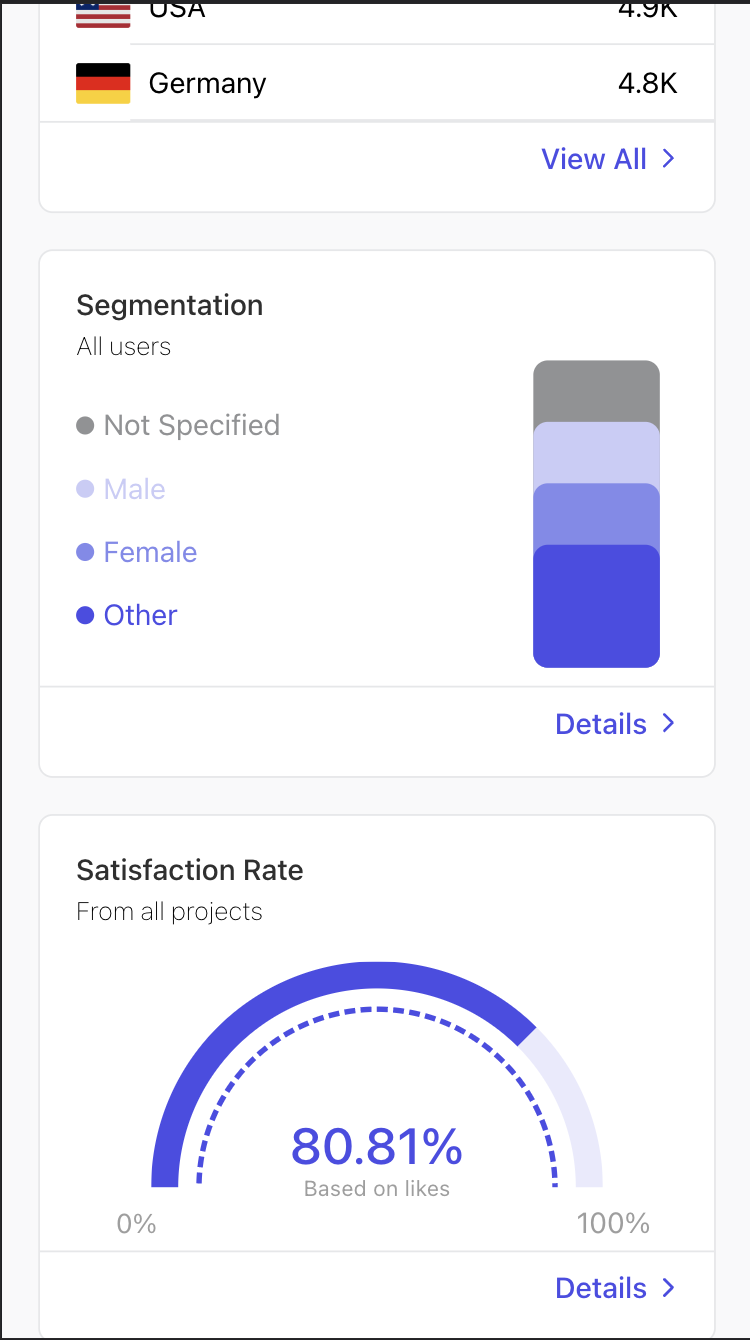 USA 4.9K
Germany 4.8K
View All
Segmentation
All users
Not Specified
Male
Female
Other
Details
Satisfaction Rate
From all projects
80.81%
Based on likes
0% 100%
Details